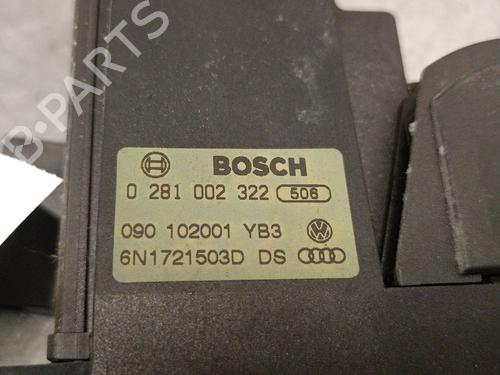 B-PARTS
BOSCH
0 281 002 322 506
090 102001 YB3
6N1721503D DS